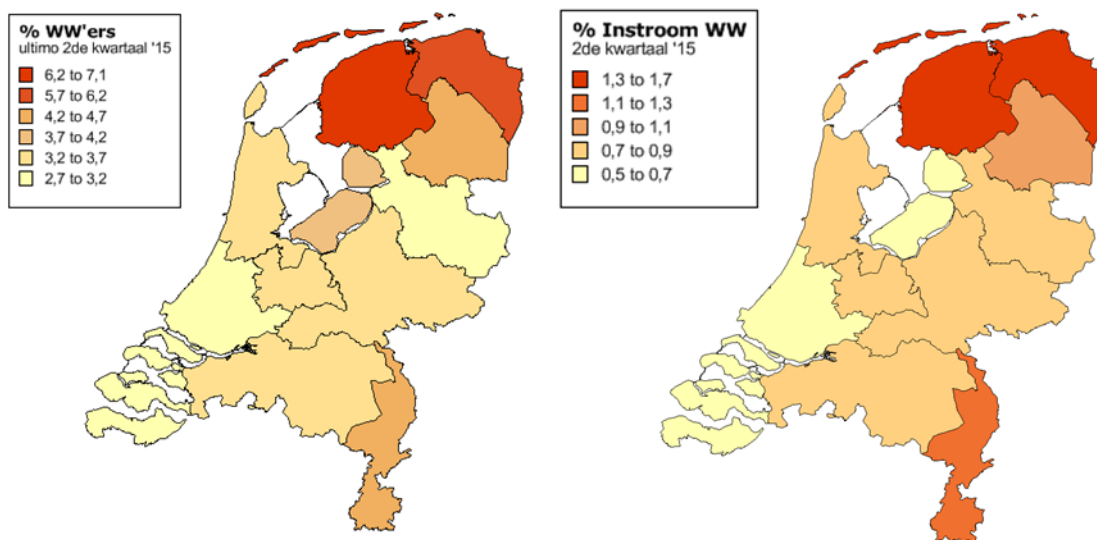 % WW'ers
ultimo 2de kwartaal '15
6,2 to 7,1
5,7 to 6,2
4,2 to 4,7
3,7 to 4,2
3,2 to 3,7
2,7 to 3,2
% Instroom WW
2de kwartaal '15
1,3 to 1,7
1,1 to 1,3
0,9 to 1,1
0,7 to 0,9
0,5 to 0,7